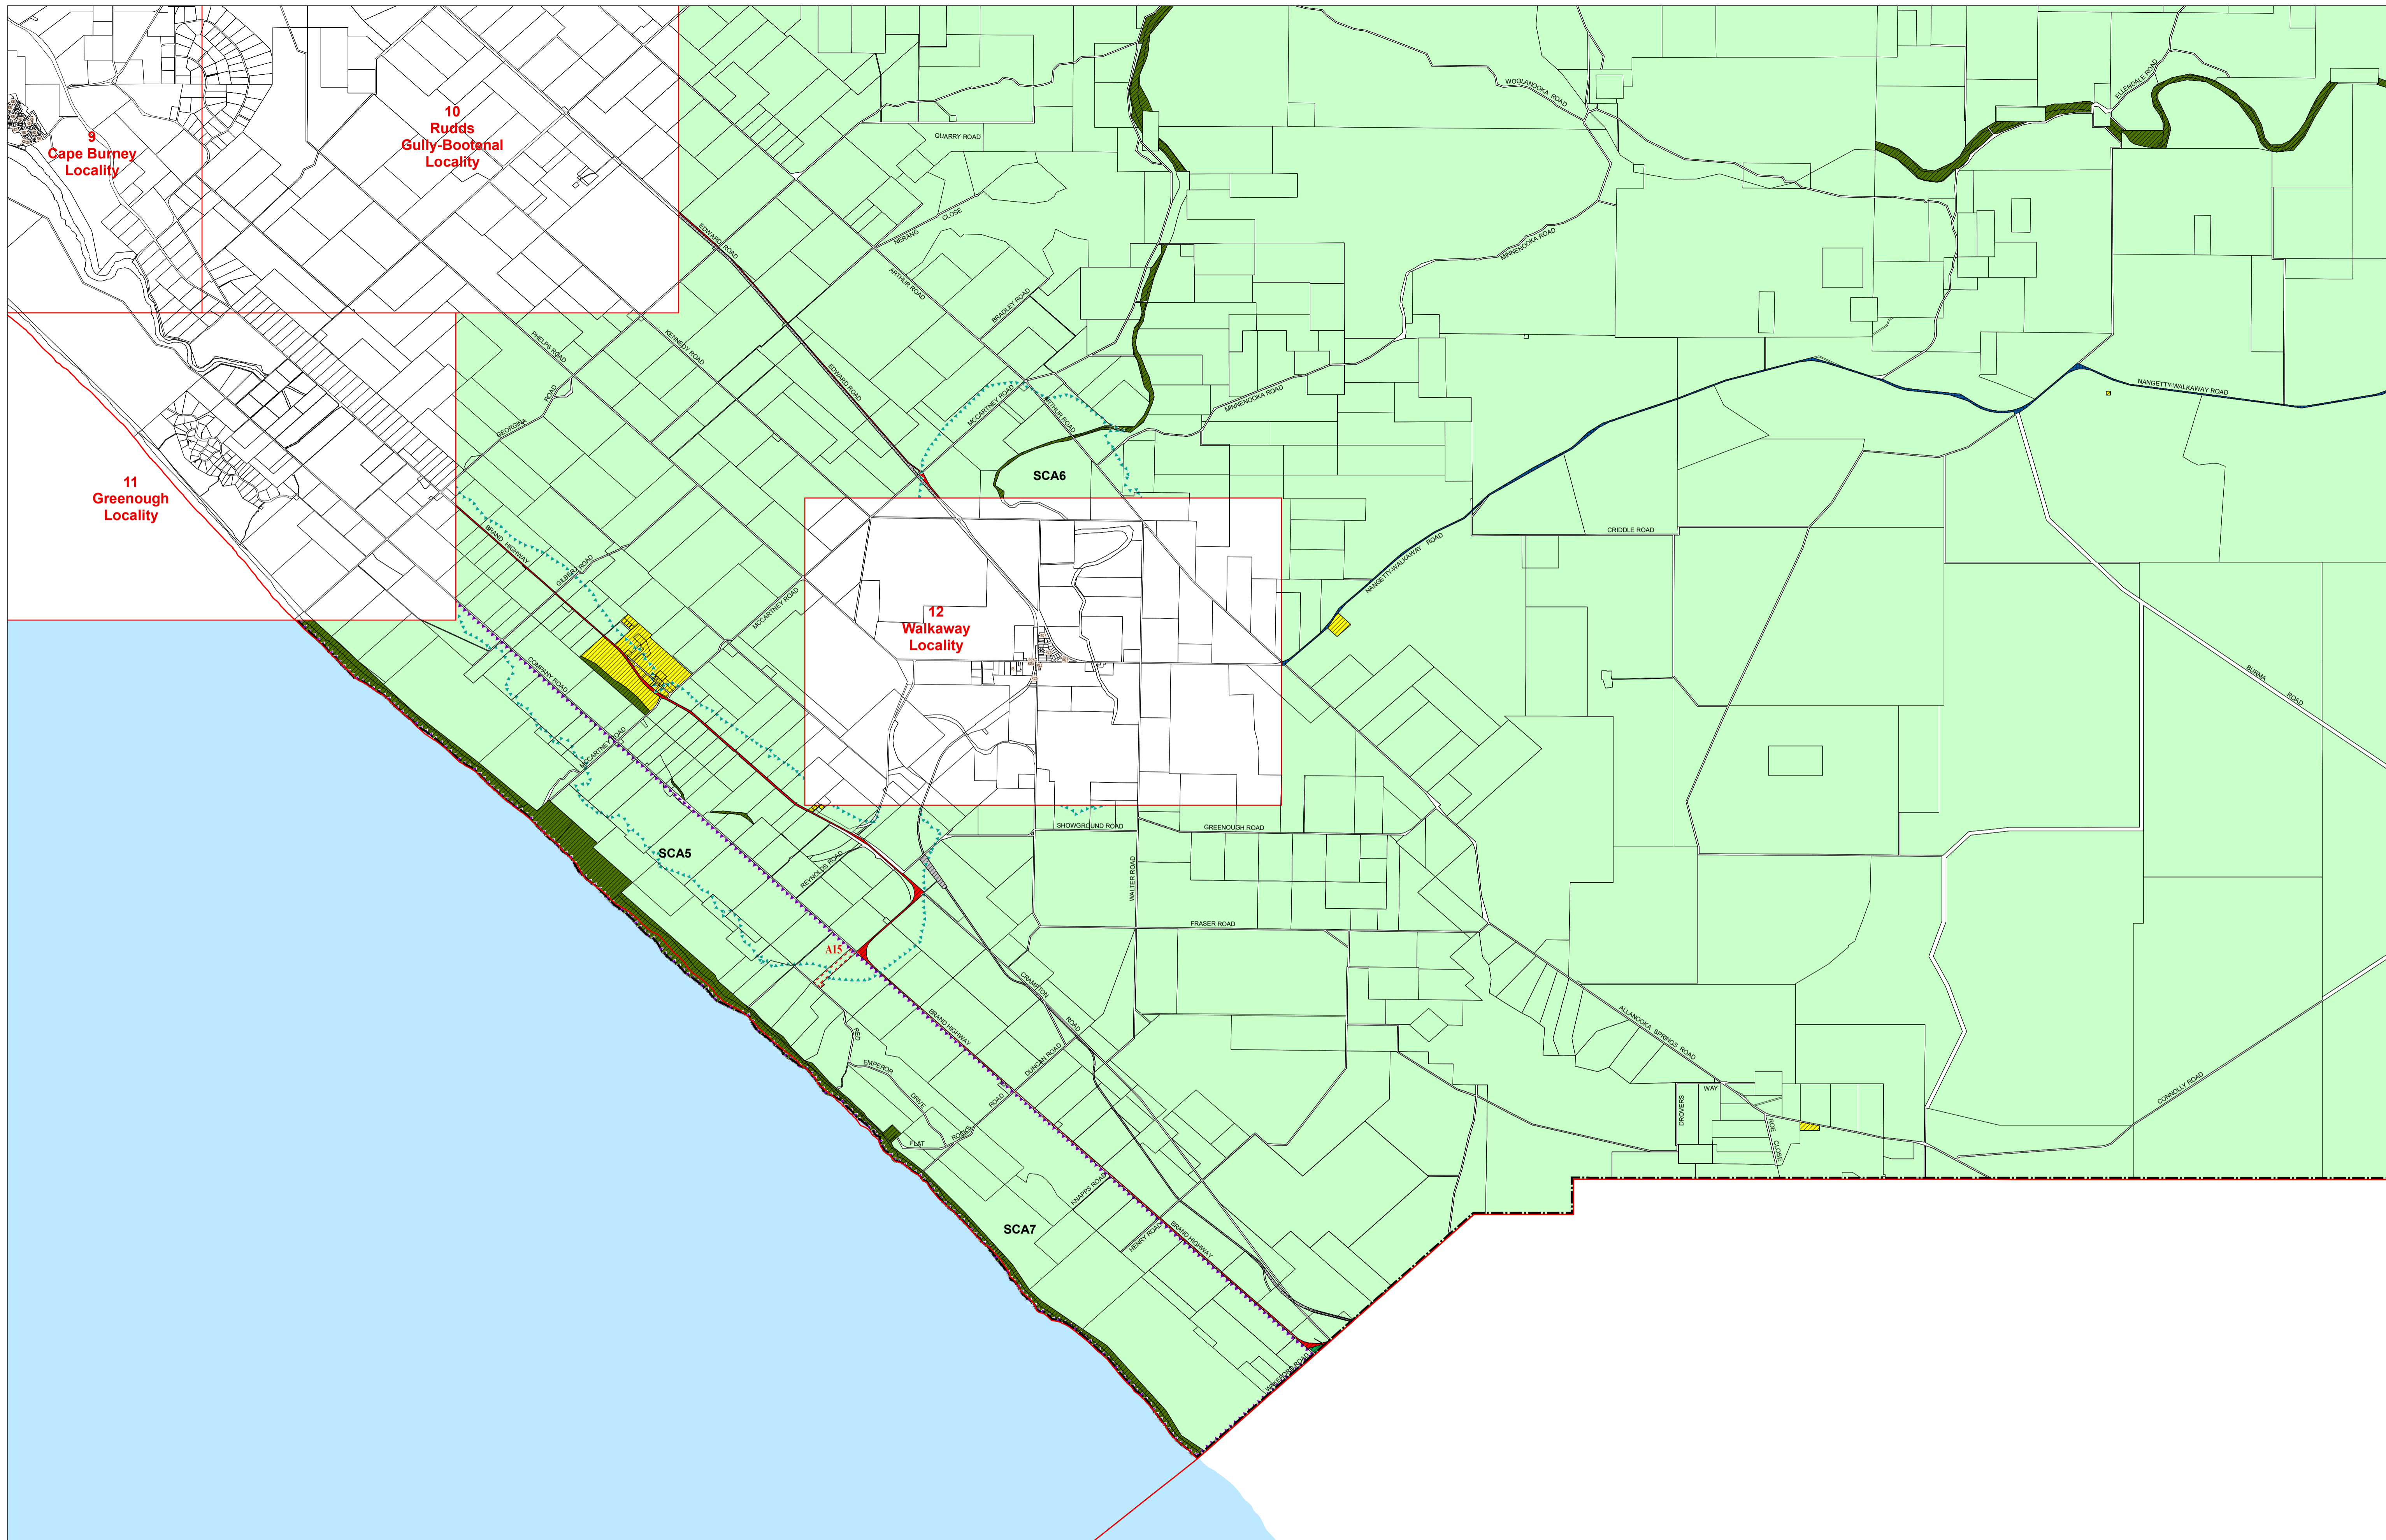 9
Cape Burney
Locality
10
Rudds
Gully-Bootenal
Locality
11
Greenough
Locality
12
Walkaway
Locality
WOOLANOOKA ROAD
ELLENDALE ROAD
QUARRY ROAD
NERANG CLOSE
EDWARD ROAD
ARTHUR ROAD
MINNENOOKA ROAD
BRADLEY ROAD
PHELPS ROAD
KENNEDY ROAD
EDWARD ROAD
NANGETTY-WALKAWAY ROAD
GEORGINA ROAD
MCCARTNEY ROAD
ARTHUR ROAD
MINNENOOKA ROAD
SCA6
BRAND HIGHWAY
GILBERT ROAD
CRIDDLE ROAD
NANGETTY-WALKAWAY ROAD
MCCARTNEY ROAD
COMPANY ROAD
BURMA ROAD
MCCARTNEY ROAD
SHOWGROUND ROAD
GREENOUGH ROAD
SCA5
REYNOLDS ROAD
WALTER ROAD
FRASER ROAD
A15
CRAMPTON ROAD
BRAND HIGHWAY
RED EMPEROR DRIVE
DUNCAN ROAD
ALLANOOKA SPRINGS ROAD
FLAT ROCKS ROAD
DROVERS WAY
ROE CLOSE
CONNOLLY ROAD
KNAPPS ROAD
SCA7
HENRY ROAD
BRAND HIGHWAY